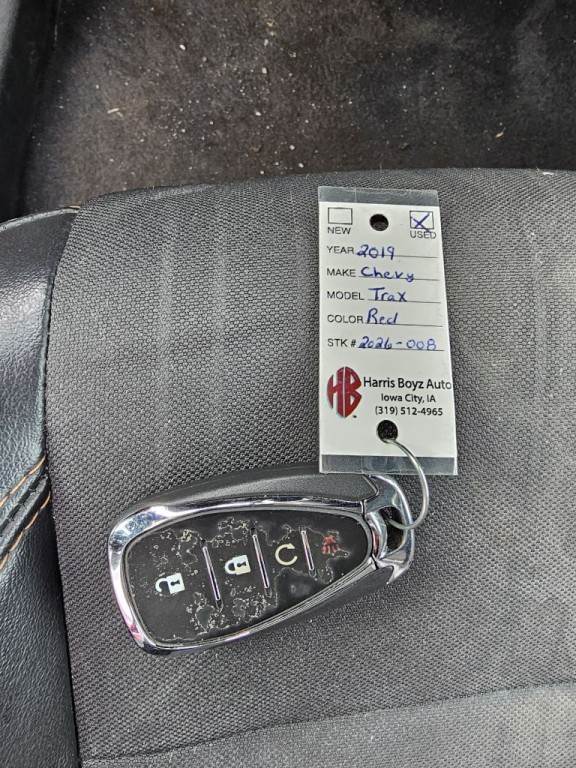 NEW USED
YEAR 2019
MAKE Chevy
MODEL Trax
COLOR Red
STK # 2026-008
HB Harris Boyz Auto
Iowa City, IA
(319) 512-4965